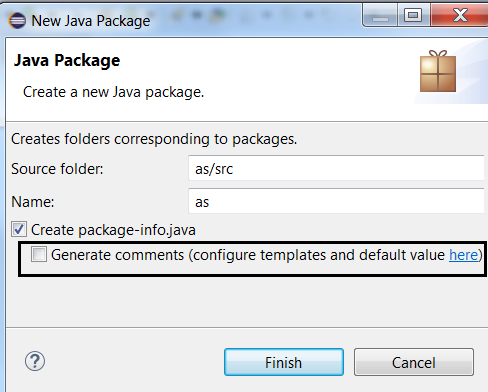 New Java Package
Java Package
Create a new Java package.
Creates folders corresponding to packages.
Source folder:
as/src
Name:
as
Create package-info.java
Generate comments (configure templates and default value here)
?
Finish
Cancel